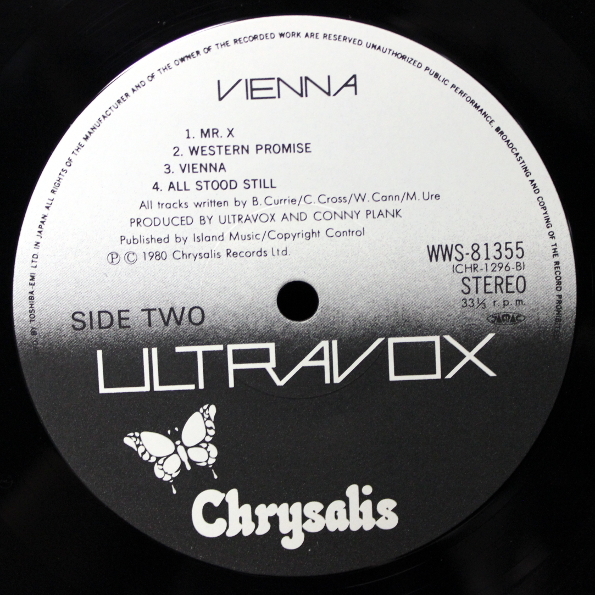 BY TOSHIBA-EMI LTD. IN JAPAN. ALL RIGHTS OF THE MANUFACTURER AND OF THE OWNER OF THE RECORDED WORK ARE RESERVED. UNAUTHORIZED PUBLIC PERFORMANCE, BROADCASTING AND COPYING OF THE RECORD PROHIBITED
VIENNA
1. MR. X
2. WESTERN PROMISE
3. VIENNA
4. ALL STOOD STILL
All tracks written by B.Currie/C.Cross/W.Cann/M.Ure
PRODUCED BY ULTRAVOX AND CONNY PLANK
Published by Island Music/Copyright Control
Ⓟ © 1980 Chrysalis Records Ltd.
WWS-81355
(CHR-1296-B)
STEREO
33⅓ r.p.m.
SIDE TWO
ULTRAVOX
Chrysalis